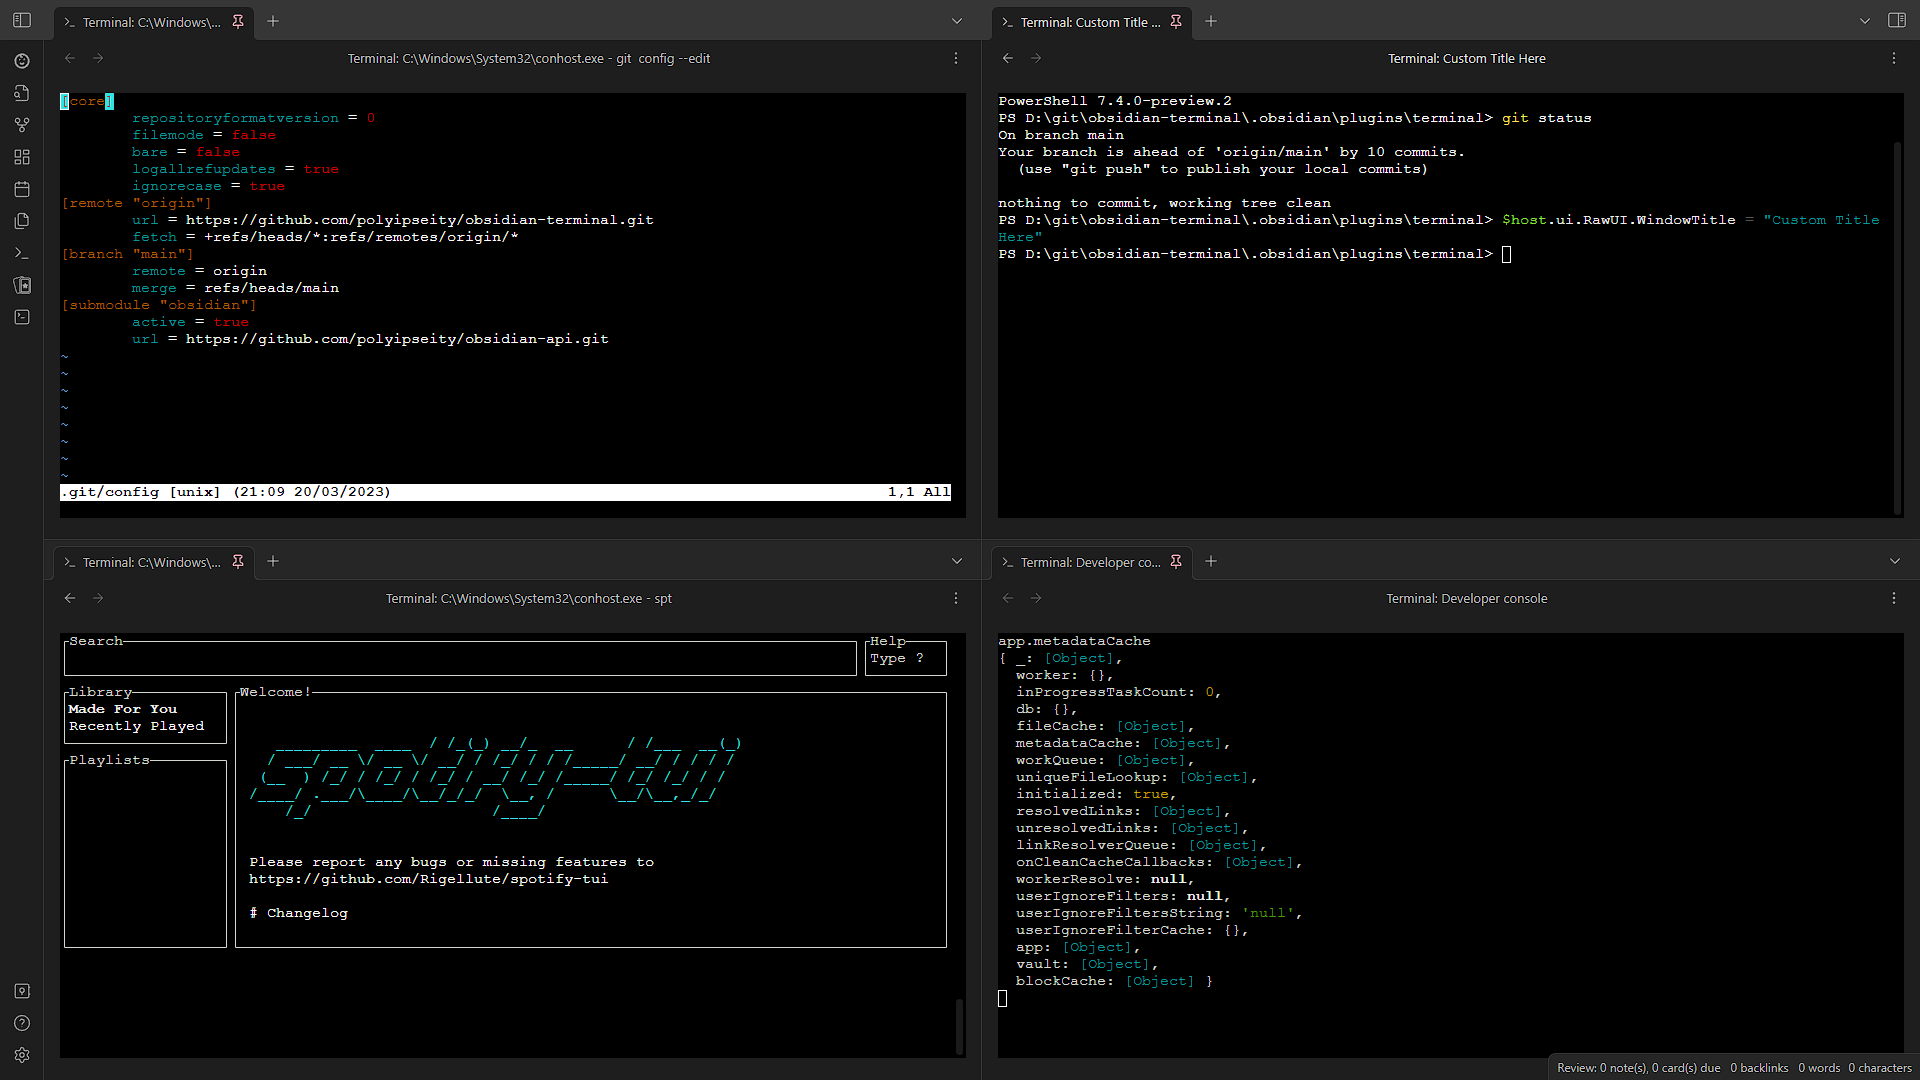 Terminal: C:\Windows\...
Terminal: C:\Windows\System32\conhost.exe - git  config --edit
[core]
repositoryformatversion = 0
filemode = false
bare = false
logallrefupdates = true
ignorecase = true
[remote "origin"]
url = https://github.com/polyipseity/obsidian-terminal.git
fetch = +refs/heads/*:refs/remotes/origin/*
[branch "main"]
remote = origin
merge = refs/heads/main
[submodule "obsidian"]
active = true
url = https://github.com/polyipseity/obsidian-api.git
~
~
~
~
~
~
~
~
.git/config [unix] (21:09 20/03/2023) 1,1 All
Terminal: Custom Title ...
Terminal: Custom Title Here
PowerShell 7.4.0-preview.2
PS D:\git\obsidian-terminal\.obsidian\plugins\terminal> git status
On branch main
Your branch is ahead of 'origin/main' by 10 commits.
(use "git push" to publish your local commits)
nothing to commit, working tree clean
PS D:\git\obsidian-terminal\.obsidian\plugins\terminal> $host.ui.RawUI.WindowTitle = "Custom Title
Here"
PS D:\git\obsidian-terminal\.obsidian\plugins\terminal>
Terminal: C:\Windows\...
Terminal: C:\Windows\System32\conhost.exe - spt
Search
Help
Type ?
Library
Made For You
Recently Played
Playlists
Welcome!
spotify-tui
Please report any bugs or missing features to
https://github.com/Rigellute/spotify-tui
# Changelog
Terminal: Developer co...
Terminal: Developer console
app.metadataCache
{ _: [Object],
worker: {},
inProgressTaskCount: 0,
db: {},
fileCache: [Object],
metadataCache: [Object],
workQueue: [Object],
uniqueFileLookup: [Object],
initialized: true,
resolvedLinks: [Object],
unresolvedLinks: [Object],
linkResolverQueue: [Object],
onCleanCacheCallbacks: [Object],
workerResolve: null,
userIgnoreFilters: null,
userIgnoreFiltersString: 'null',
userIgnoreFilterCache: {},
app: [Object],
vault: [Object],
blockCache: [Object] }
Review: 0 note(s), 0 card(s) due 0 backlinks 0 words 0 characters